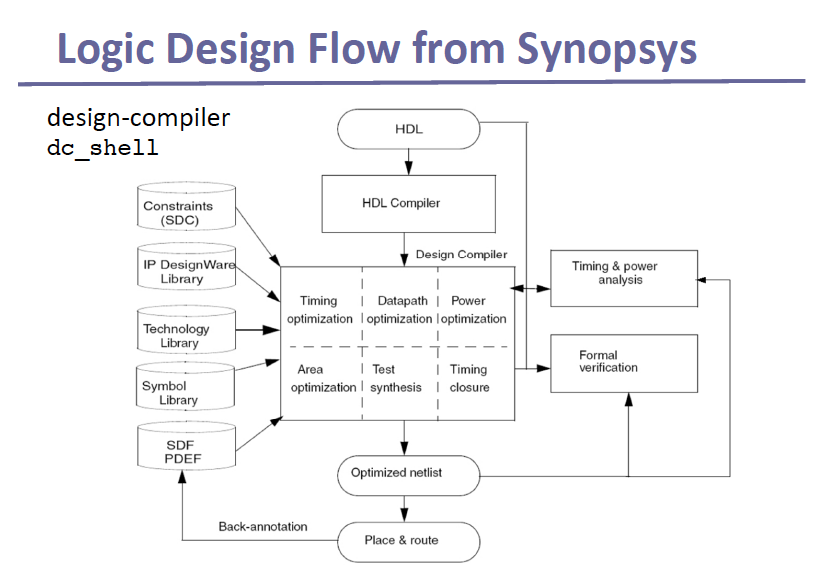 Logic Design Flow from Synopsys
design-compiler
dc_shell
HDL
HDL Compiler
Design Compiler
Constraints
(SDC)
IP DesignWare
Library
Technology
Library
Symbol
Library
SDF
PDEF
Timing
optimization
Datapath
optimization
Power
optimization
Area
optimization
Test
synthesis
Timing
closure
Timing & power
analysis
Formal
verification
Optimized netlist
Back-annotation
Place & route